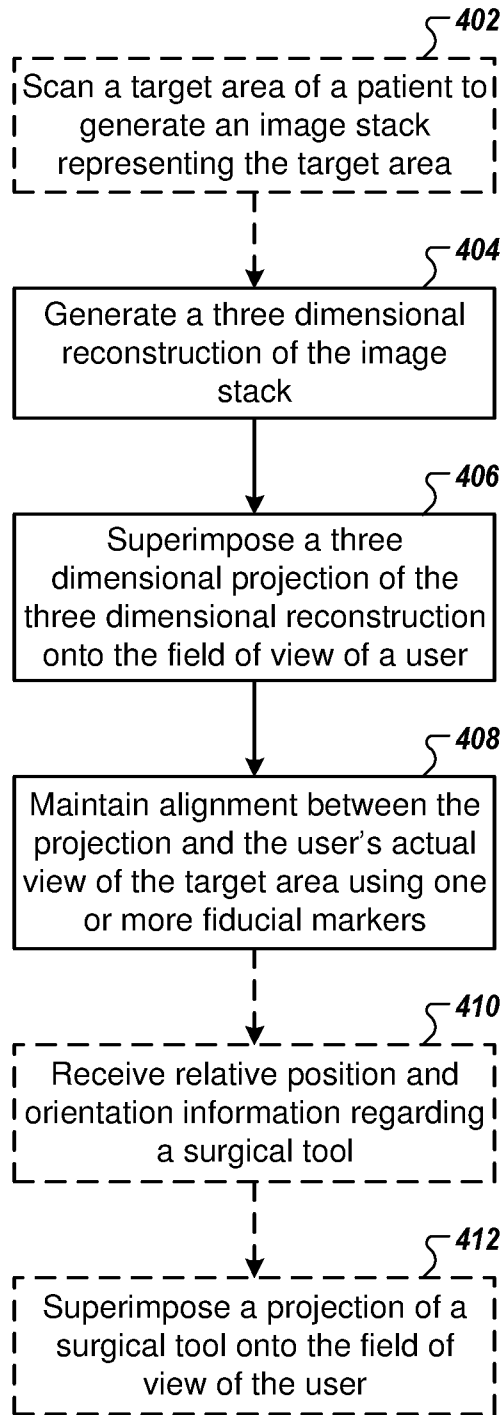 402
Scan a target area of a patient to
generate an image stack
representing the target area
404
Generate a three dimensional
reconstruction of the image
stack
406
Superimpose a three
dimensional projection of the
three dimensional reconstruction
onto the field of view of a user
408
Maintain alignment between the
projection and the user's actual
view of the target area using one
or more fiducial markers
410
Receive relative position and
orientation information regarding
a surgical tool
412
Superimpose a projection of a
surgical tool onto the field of
view of the user